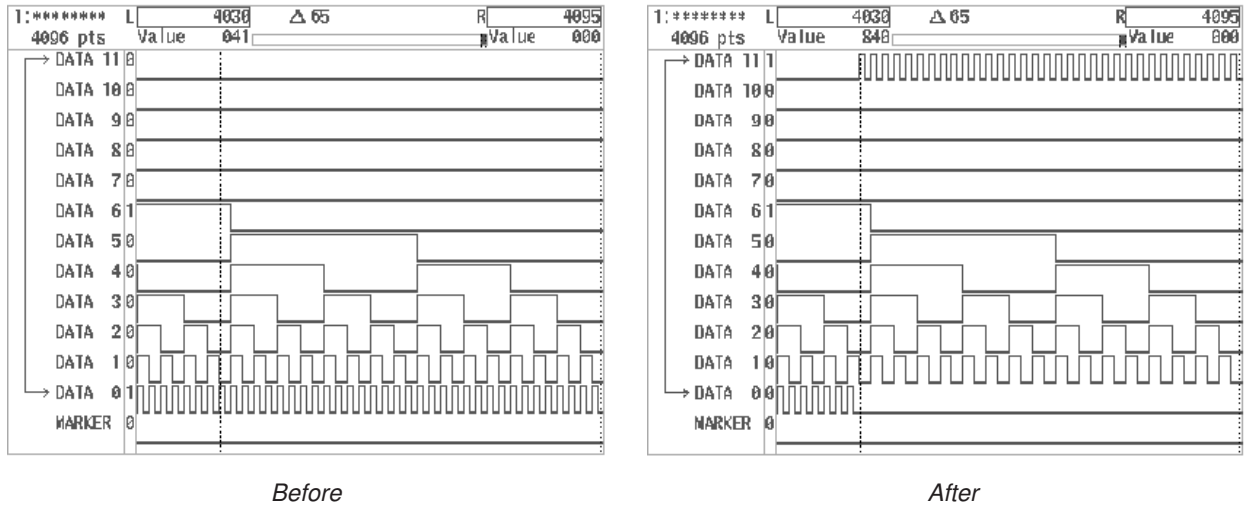 1:******** L 4030 Δ 65 R 4095
4096 pts Value 041 Value 000
DATA 11 0
DATA 10 0
DATA 9 0
DATA 8 0
DATA 7 0
DATA 6 1
DATA 5 0
DATA 4 0
DATA 3 0
DATA 2 0
DATA 1 0
DATA 0 1
MARKER 0
Before
1:******** L 4030 Δ 65 R 4095
4096 pts Value 840 Value 000
DATA 11 1
DATA 10 0
DATA 9 0
DATA 8 0
DATA 7 0
DATA 6 1
DATA 5 0
DATA 4 0
DATA 3 0
DATA 2 0
DATA 1 0
DATA 0 0
MARKER 0
After